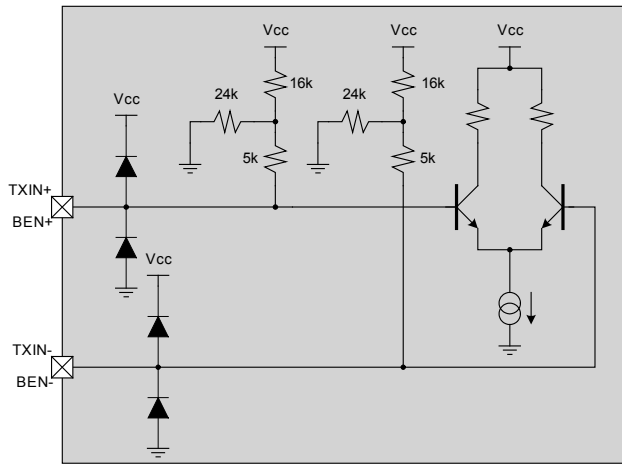 Vcc
Vcc
Vcc
16k
16k
24k
24k
Vcc
5k
5k
TXIN+
BEN+
Vcc
TXIN-
BEN-